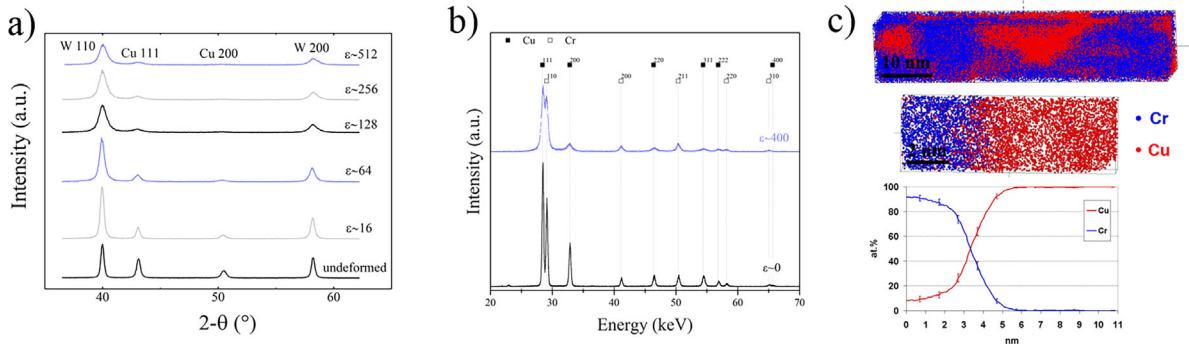 a)
W 110
Cu 111
Cu 200
W 200
ε~512
ε~256
ε~128
ε~64
ε~16
undeformed
Intensity (a.u.)
40
50
60
2-θ (°)
b)
■ Cu □ Cr
111 200 220 311 222 400
110 200 211 220 310
ε~400
ε~0
Intensity (a.u.)
20 30 40 50 60 70
Energy (keV)
c)
10 nm
2 nm
Cr
Cu
100
80
60
40
20
0
at.%
Cu
Cr
0 1 2 3 4 5 6 7 8 9 10 11
nm